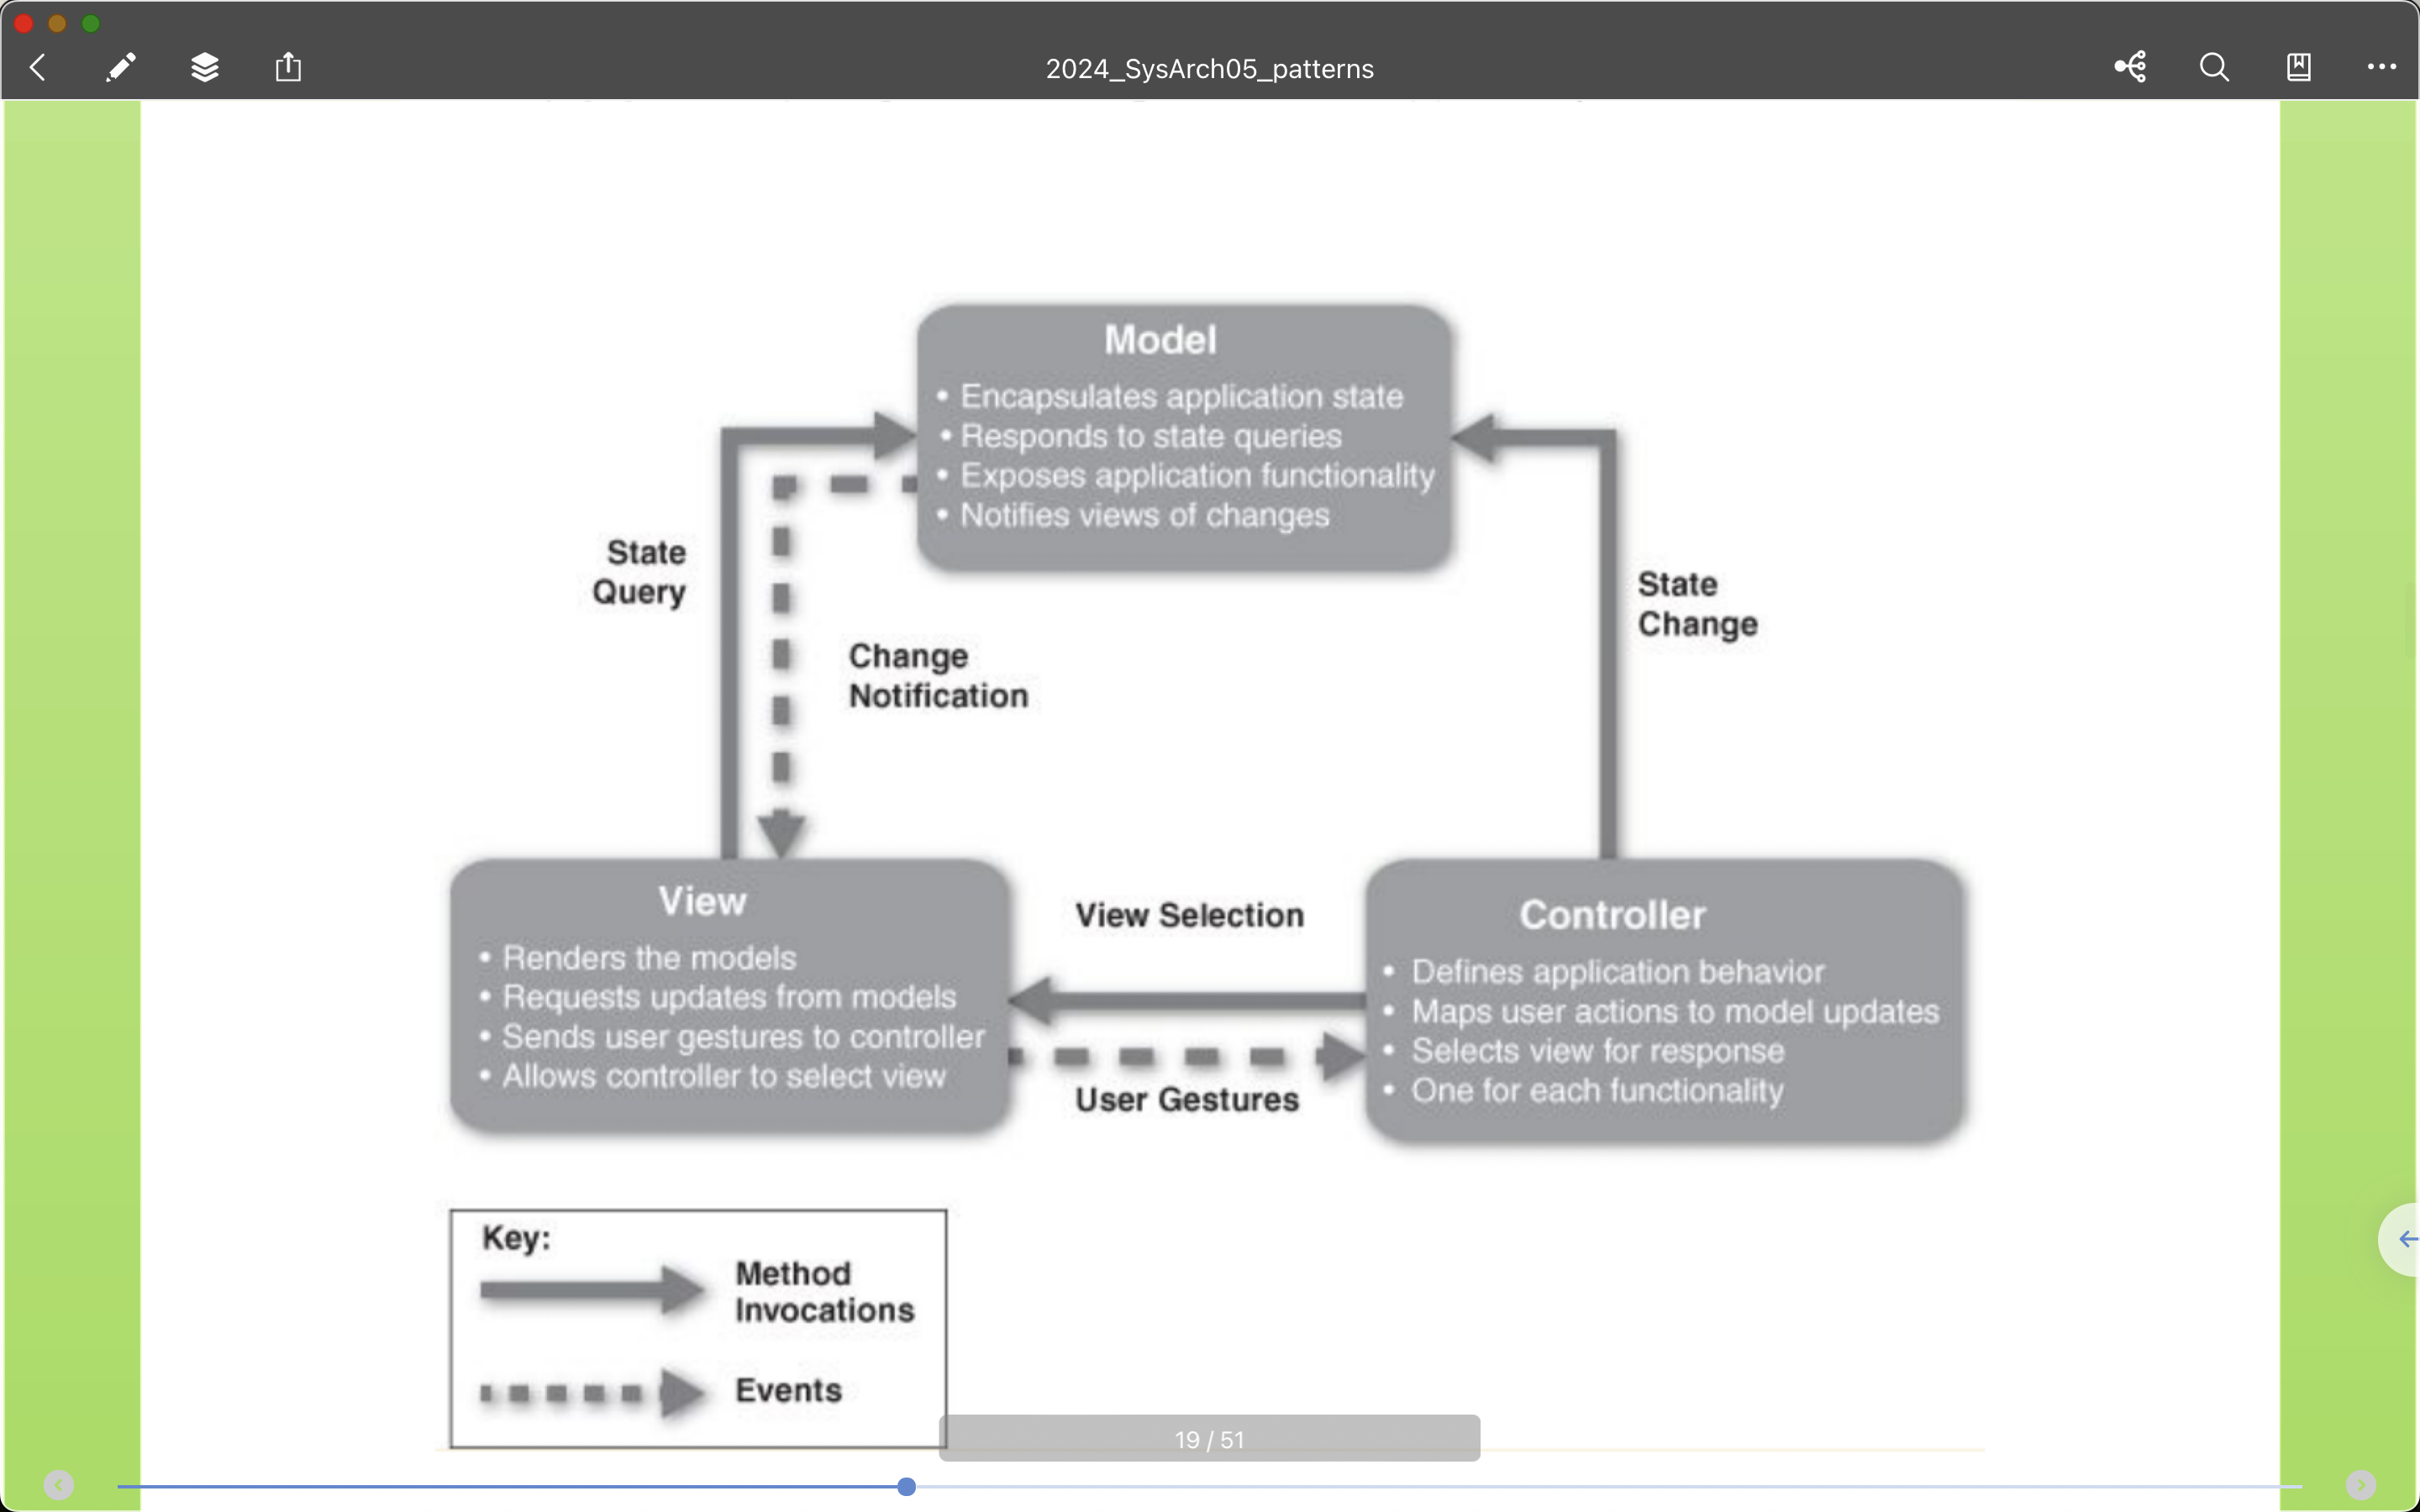 2024_SysArch05_patterns
Model
• Encapsulates application state
• Responds to state queries
• Exposes application functionality
• Notifies views of changes
State
Query
Change
Notification
State
Change
View
• Renders the models
• Requests updates from models
• Sends user gestures to controller
• Allows controller to select view
View Selection
User Gestures
Controller
• Defines application behavior
• Maps user actions to model updates
• Selects view for response
• One for each functionality
Key:
Method
Invocations
Events
19 / 51